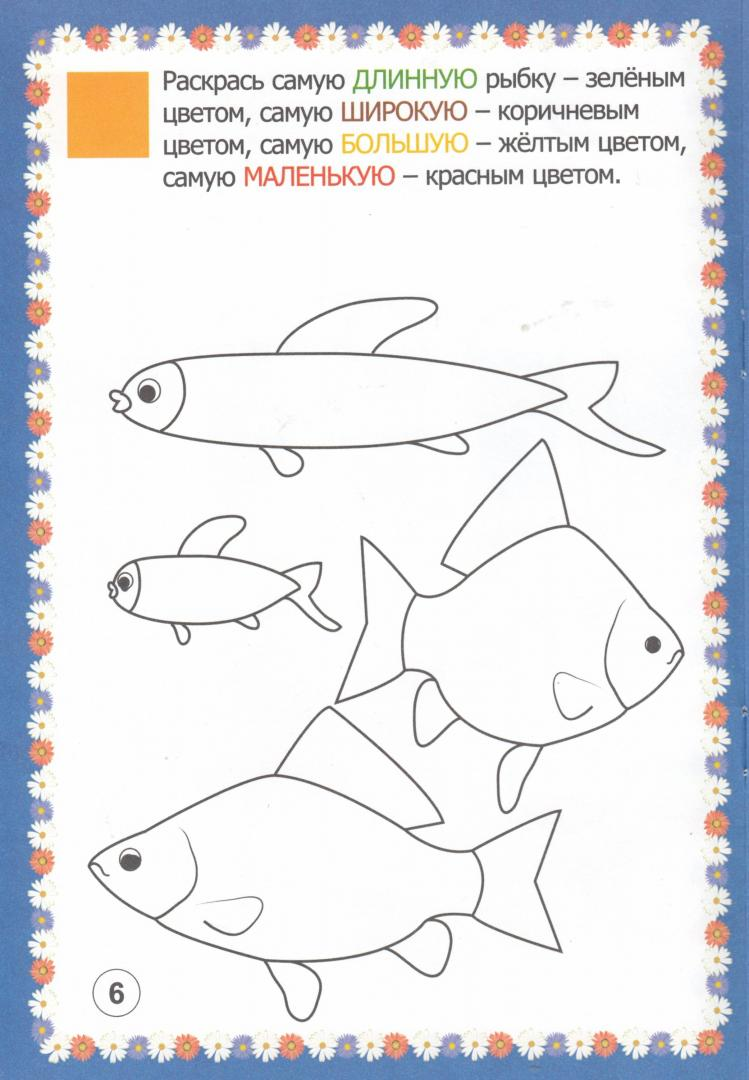 Раскрась самую ДЛИННУЮ рыбку – зелёным
цветом, самую ШИРОКУЮ – коричневым
цветом, самую БОЛЬШУЮ – жёлтым цветом,
самую МАЛЕНЬКУЮ – красным цветом.
6